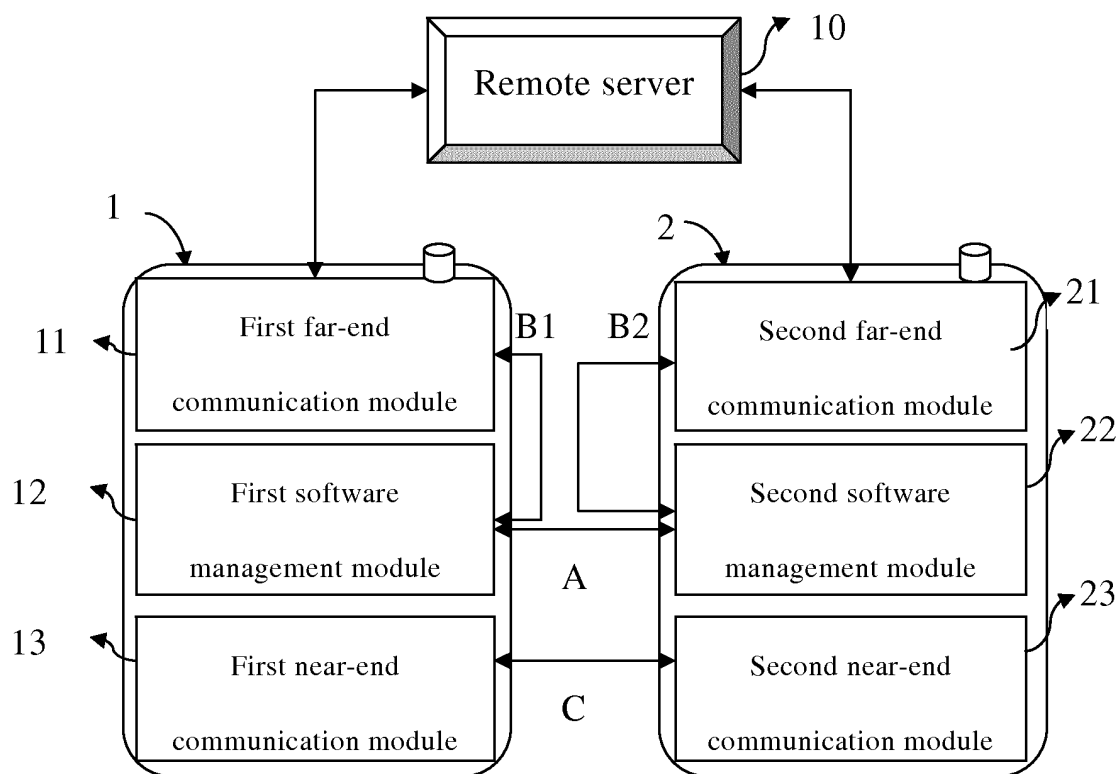 10
Remote server
1
2
21
First far-end
B1
B2
Second far-end
11
communication module
communication module
22
12
First software
Second software
management module
management module
A
23
13
First near-end
Second near-end
C
communication module
communication module